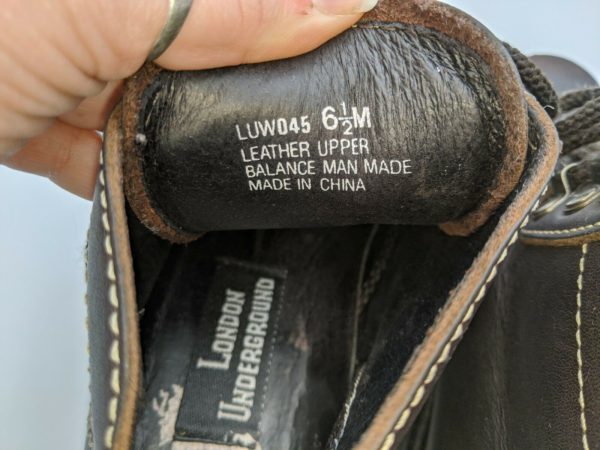 LUW045 6½M
LEATHER UPPER
BALANCE MAN MADE
MADE IN CHINA
LONDON
UNDERGROUND